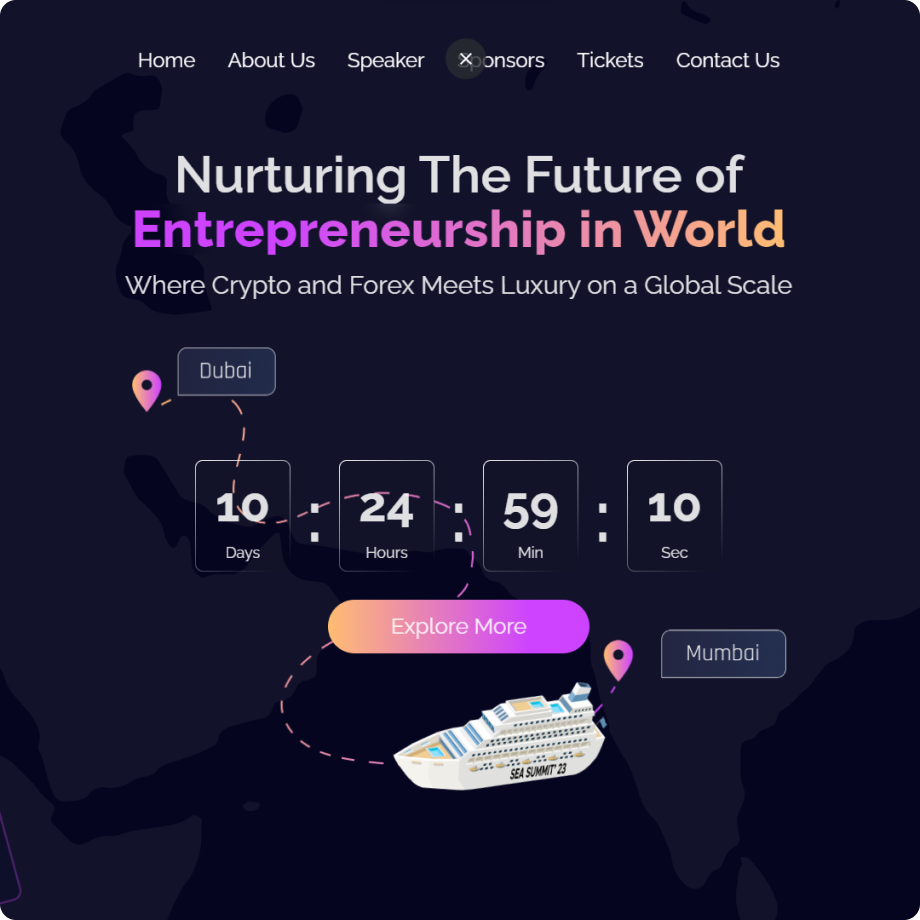 Home About Us Speaker Sponsors Tickets Contact Us
Nurturing The Future of
Entrepreneurship in World
Where Crypto and Forex Meets Luxury on a Global Scale
Dubai
10 : 24 : 59 : 10
Days Hours Min Sec
Explore More
Mumbai
SEA SUMMIT' 23